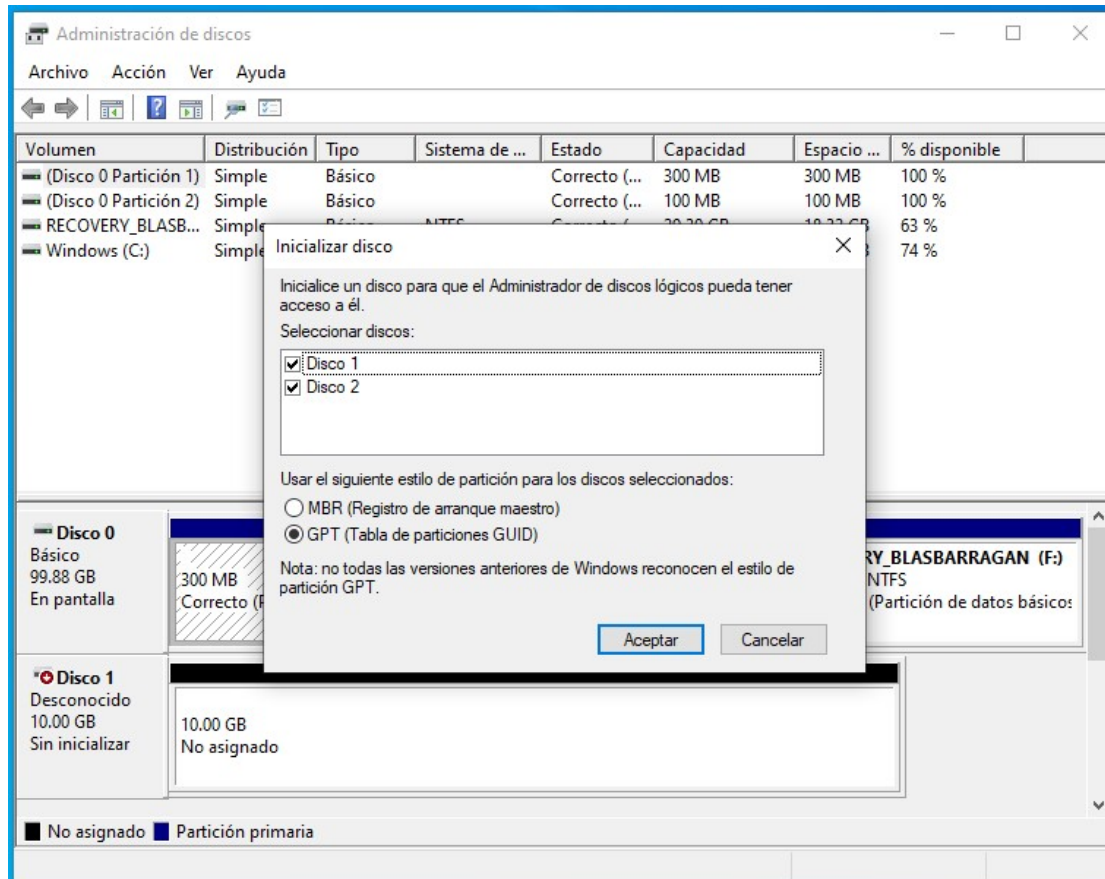 Administración de discos
Archivo Acción Ver Ayuda
Volumen Distribución Tipo Sistema de ... Estado Capacidad Espacio ... % disponible
(Disco 0 Partición 1) Simple Básico Correcto (... 300 MB 300 MB 100 %
(Disco 0 Partición 2) Simple Básico Correcto (... 100 MB 100 MB 100 %
RECOVERY_BLASB... Simple 63 %
Windows (C:) Simple 74 %
Inicializar disco
Inicialice un disco para que el Administrador de discos lógicos pueda tener
acceso a él.
Seleccionar discos:
Disco 1
Disco 2
Usar el siguiente estilo de partición para los discos seleccionados:
MBR (Registro de arranque maestro)
GPT (Tabla de particiones GUID)
Nota: no todas las versiones anteriores de Windows reconocen el estilo de
partición GPT.
Aceptar Cancelar
Disco 0
Básico
99.88 GB
En pantalla
300 MB
Correcto (
RY_BLASBARRAGAN (F:)
NTFS
(Partición de datos básicos
Disco 1
Desconocido
10.00 GB
Sin inicializar
10.00 GB
No asignado
No asignado Partición primaria